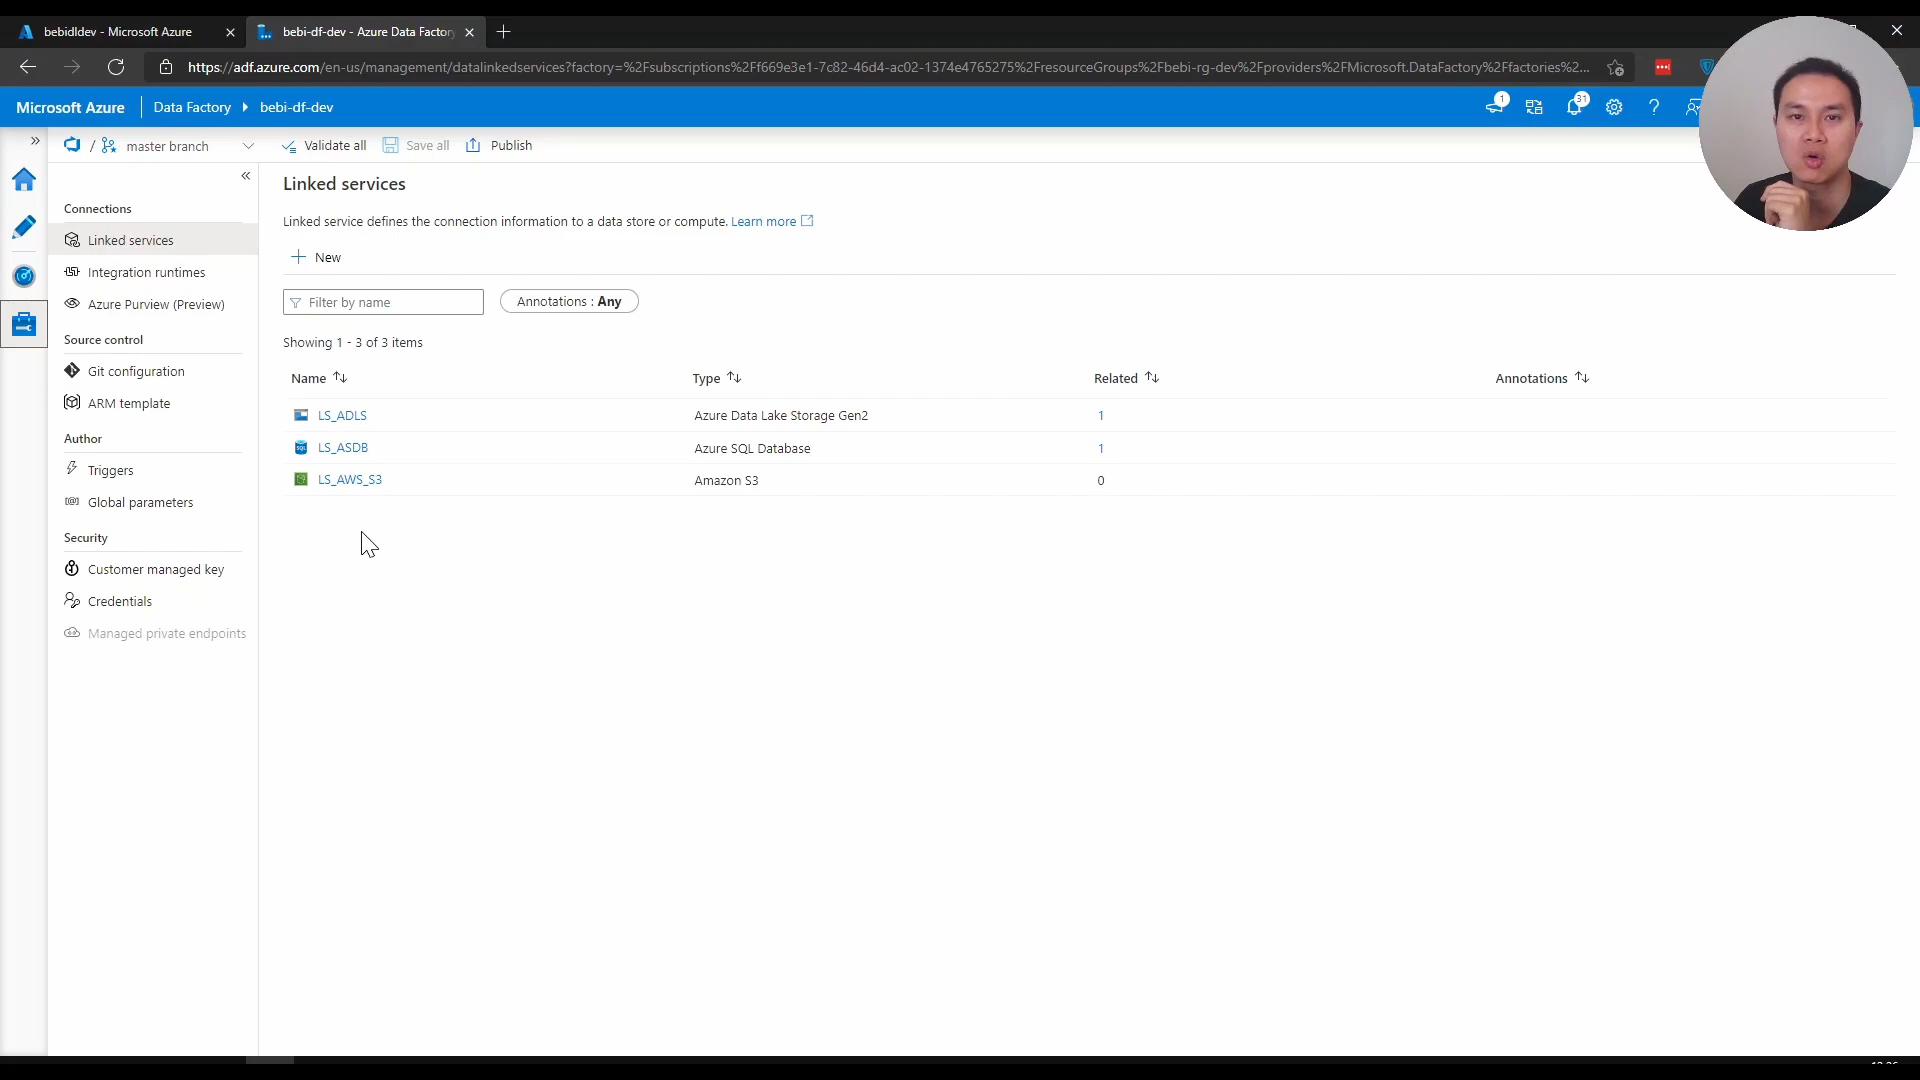 bebidldev - Microsoft Azure
bebi-df-dev - Azure Data Factory
https://adf.azure.com/en-us/management/datalinkedservices?factory=%2Fsubscriptions%2Ff669e3e1-7c82-46d4-ac02-1374e4765275%2FresourceGroups%2Fbebi-rg-dev%2Fproviders%2FMicrosoft.DataFactory%2Ffactories%2...
Microsoft Azure
Data Factory
bebi-df-dev
1
31
/ master branch
Validate all
Save all
Publish
Connections
Linked services
Integration runtimes
Azure Purview (Preview)
Source control
Git configuration
ARM template
Author
Triggers
Global parameters
Security
Customer managed key
Credentials
Managed private endpoints
Linked services
Linked service defines the connection information to a data store or compute. Learn more
New
Filter by name
Annotations : Any
Showing 1 - 3 of 3 items
Name Type Related Annotations
LS_ADLS Azure Data Lake Storage Gen2 1
LS_ASDB Azure SQL Database 1
LS_AWS_S3 Amazon S3 0